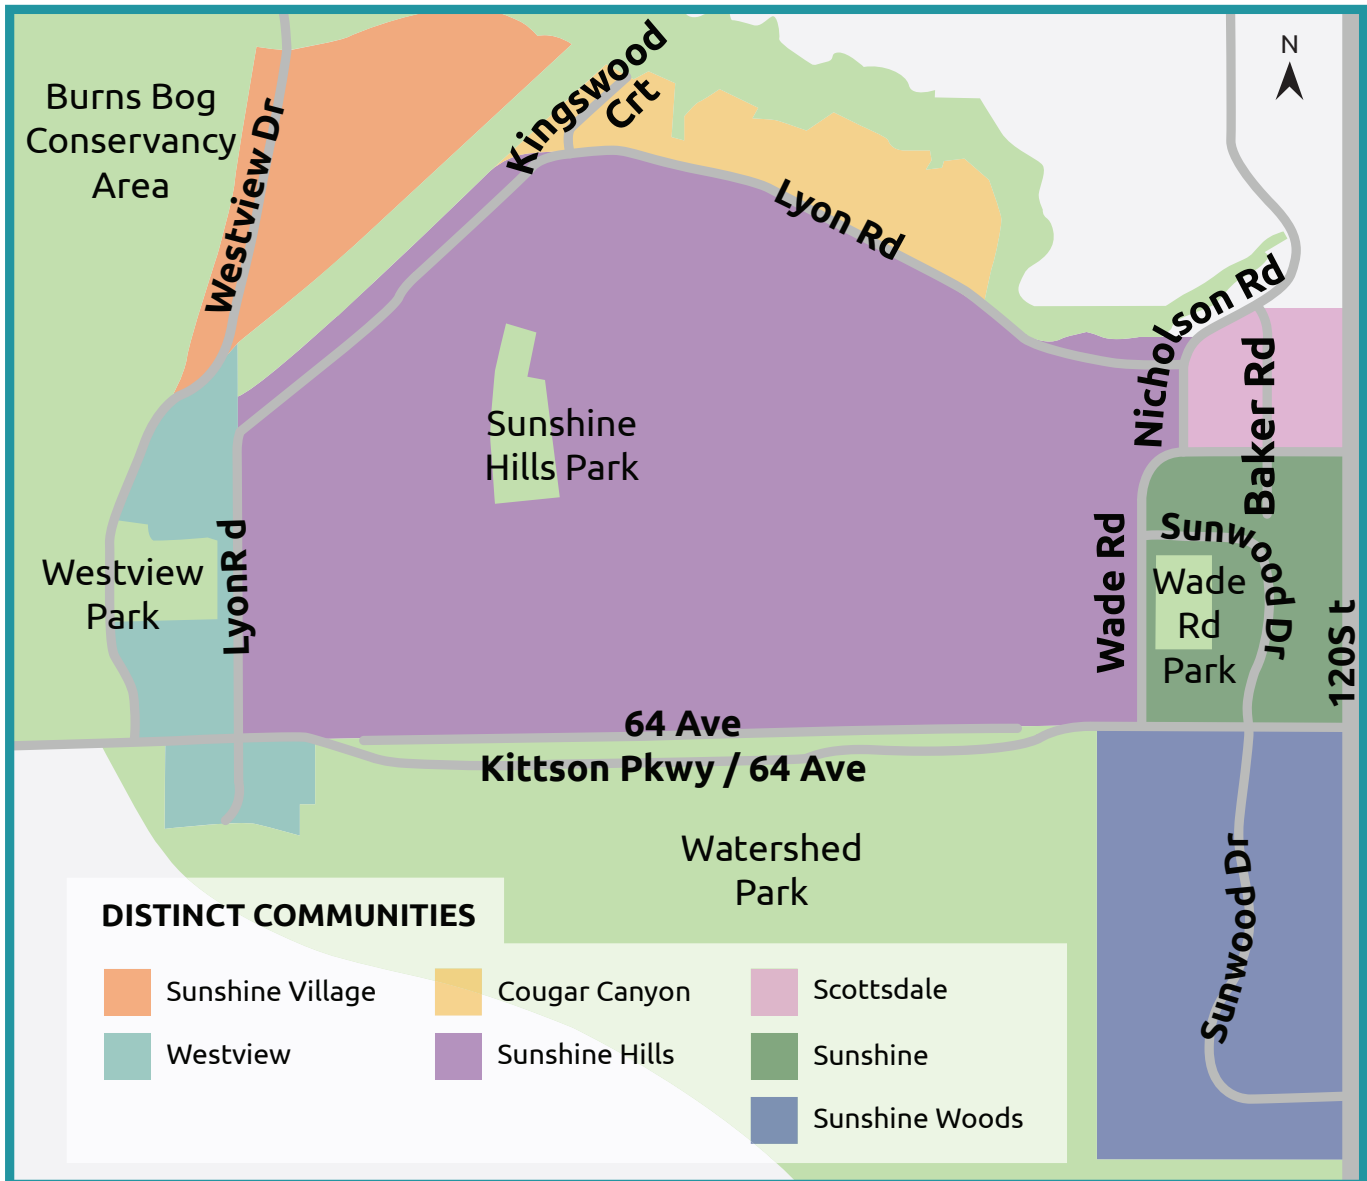 N
Kingswood
Crt
Burns Bog
Conservancy
Area
Westview Dr
Lyon Rd
Nicholson Rd
Baker Rd
Sunshine
Hills Park
Westview
Park
LyonR d
Wade Rd
Sunwood Dr
Wade
Rd
Park
120S t
64 Ave
Kittson Pkwy / 64 Ave
Watershed
Park
Sunwood Dr
DISTINCT COMMUNITIES
Sunshine Village
Cougar Canyon
Scottsdale
Westview
Sunshine Hills
Sunshine
Sunshine Woods